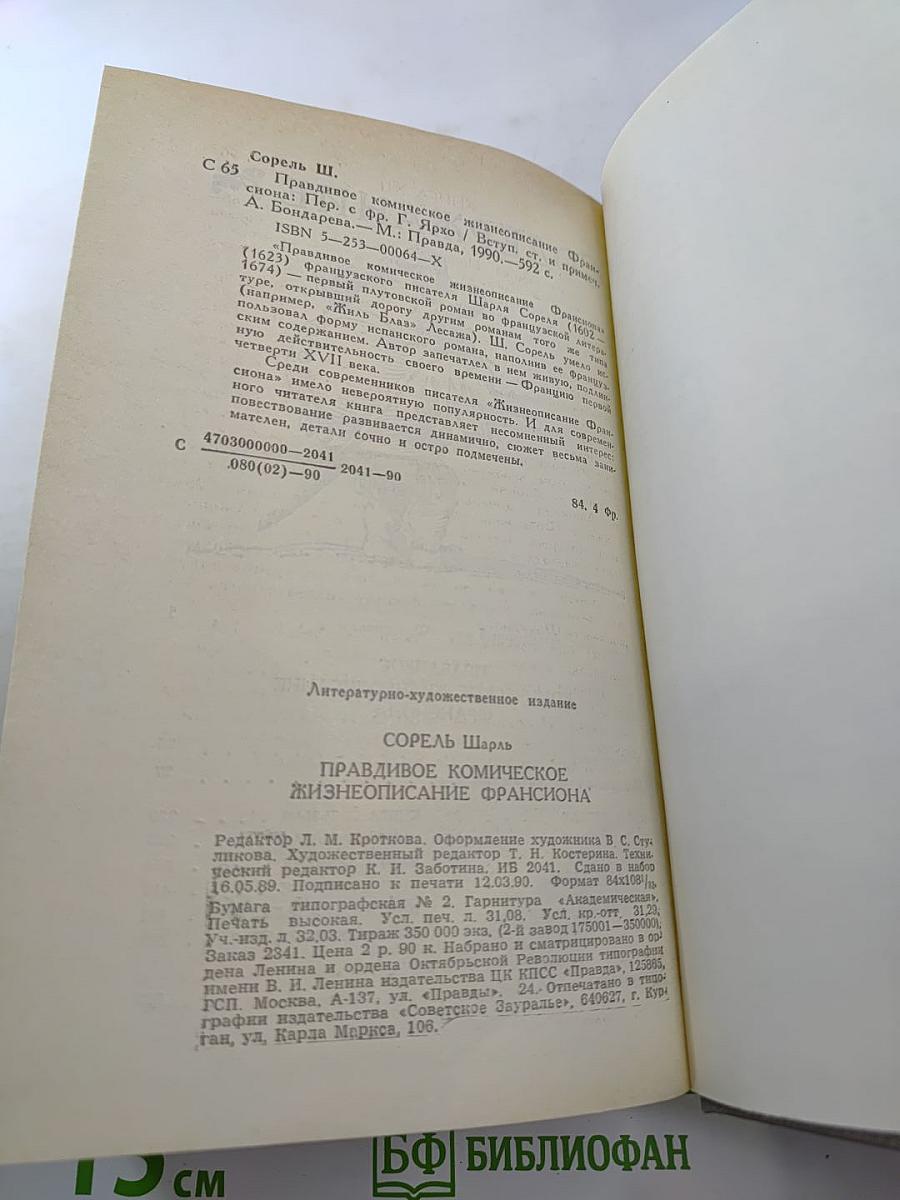 Сорель Ш.
С 65
Правдивое комическое жизнеописание Фран-
сиона: Пер. с фр. Г. Ярхо / Вступ. ст. и примеч.
А. Бондарева.— М.: Правда, 1990.—592 с.
ISBN 5—253—00064—X
«Правдивое комическое жизнеописание Франсиона»
(1623) французского писателя Шарля Сореля (1602—
1674) — первый плутовской роман во французской литера-
туре, открывший дорогу другим романам того же типа
(например, «Жиль Блаз» Лесажа). Ш. Сорель умело ис-
пользовал форму испанского романа, наполнив ее француз-
ским содержанием. Автор запечатлел в нем живую, подлин-
ную действительность своего времени — Францию первой
четверти XVII века.
Среди современников писателя «Жизнеописание Фран-
сиона» имело невероятную популярность. И для современ-
ного читателя книга представляет несомненный интерес:
повествование развивается динамично, сюжет весьма зани-
мателен, детали сочно и остро подмечены.
С 4703000000—2041
.080(02)—90 2041—90
84. 4 Фр.
Литературно-художественное издание
СОРЕЛЬ Шарль
ПРАВДИВОЕ КОМИЧЕСКОЕ
ЖИЗНЕОПИСАНИЕ ФРАНСИОНА
Редактор Л. М. Кроткова. Оформление художника В. С. Сту-
ликова. Художественный редактор Т. Н. Костерина. Техни-
ческий редактор К. И. Заботина. ИБ 2041. Сдано в набор
16.05.89. Подписано к печати 12.03.90. Формат 84х108¹/₃₂.
Бумага типографская № 2. Гарнитура «Академическая».
Печать высокая. Усл. печ. л. 31,08. Усл. кр.-отт. 31,29.
Уч.-изд. л. 32,03. Тираж 350 000 экз. (2-й завод 175001—350000).
Заказ 2341. Цена 2 р. 90 к. Набрано и сматрицировано в ор-
дена Ленина и ордена Октябрьской Революции типографии
имени В. И. Ленина издательства ЦК КПСС «Правда», 125865,
ГСП. Москва, А-137, ул. «Правды». 24. Отпечатано в типо-
графии издательства «Советское Зауралье», 640627, г. Кур-
ган, ул. Карла Маркса, 106.
15 см БФ БИБЛИОФАН